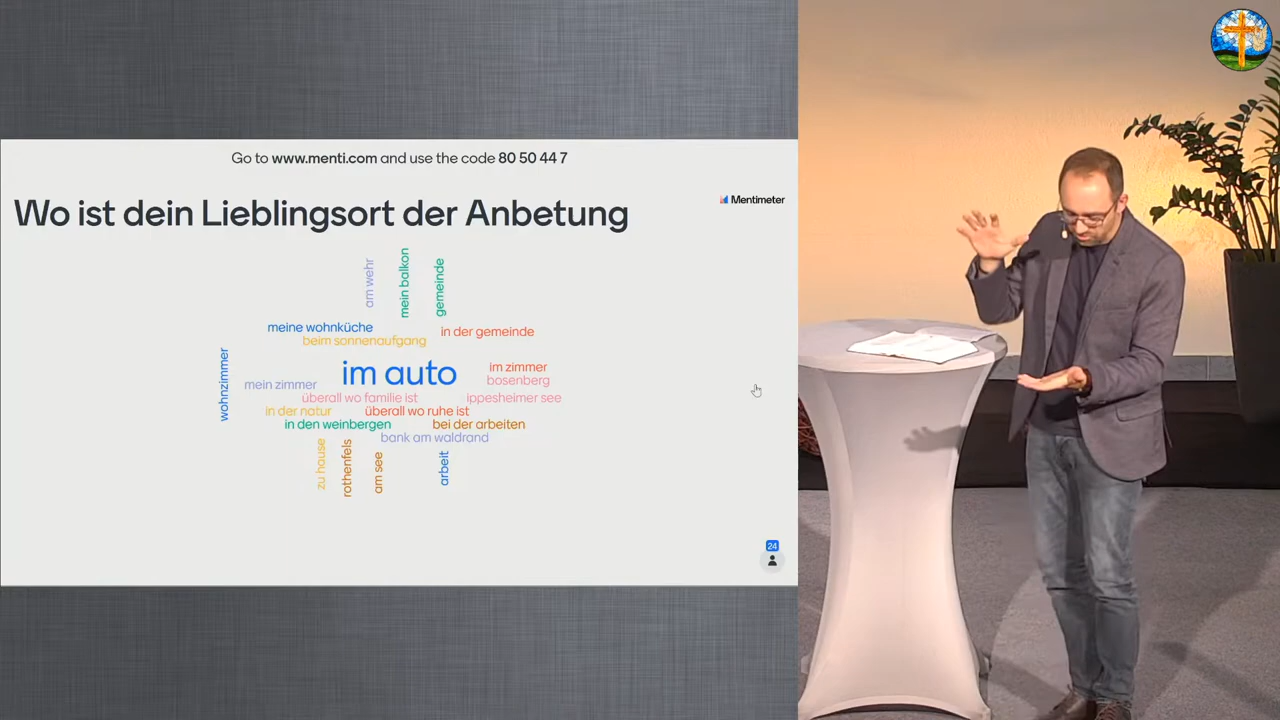 Go to www.menti.com and use the code 80 50 44 7
Wo ist dein Lieblingsort der Anbetung
Mentimeter
am wehr
mein balkon
gemeinde
meine wohnküche
in der gemeinde
beim sonnenaufgang
wohnzimmer
im auto
im zimmer
bosenberg
mein zimmer
überall wo familie ist
ippesheimer see
in der natur
überall wo ruhe ist
in den weinbergen
bei der arbeiten
bank am waldrand
zu hause
rothenfels
am see
arbeit
24